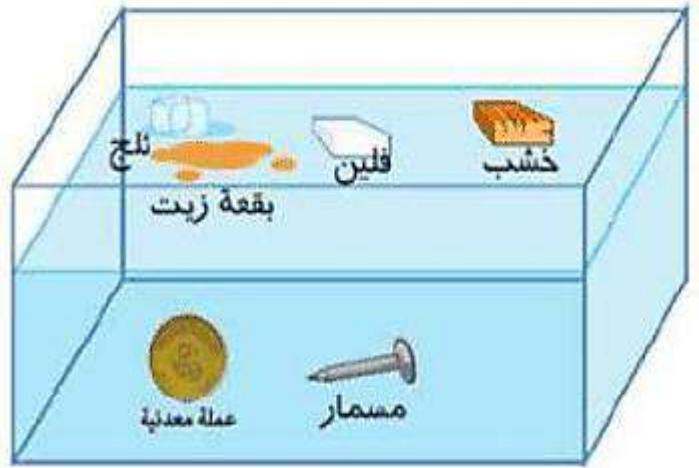 ثلج
بقعة زيت
فلين
خشب
عملة معدنية
مسمار